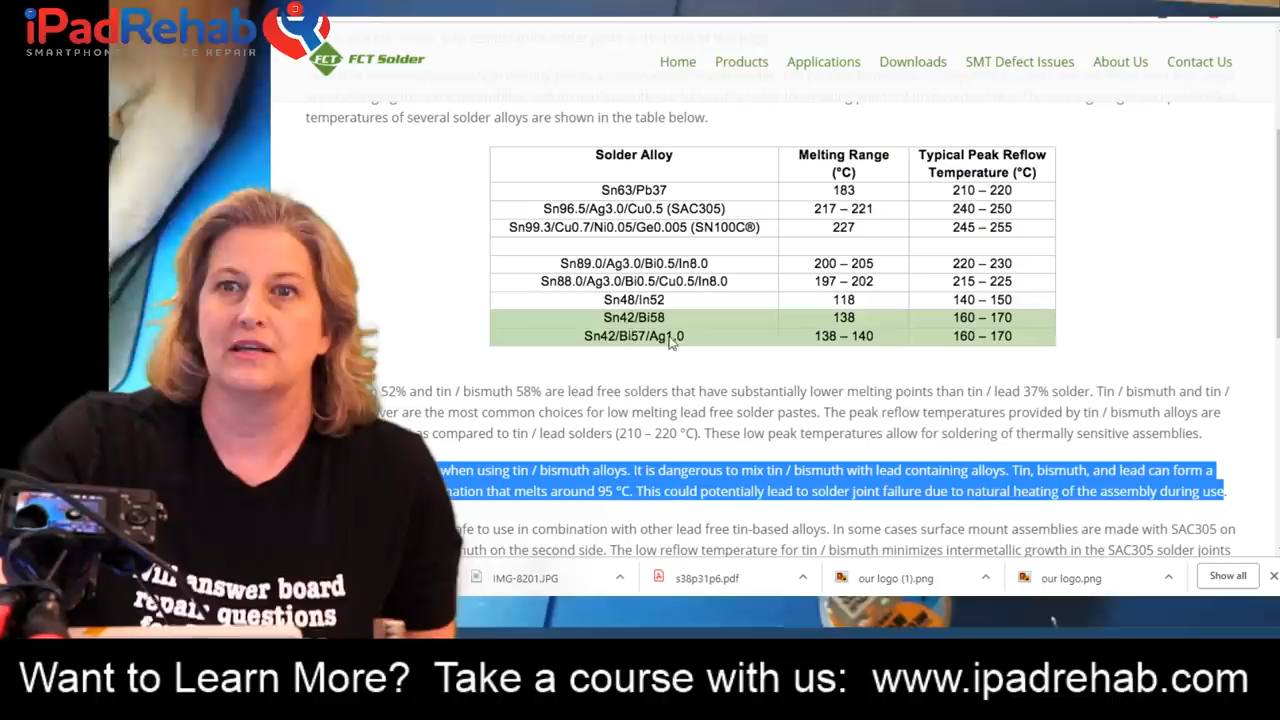 iPadRehab
SMARTPHONE DEVICE REPAIR
FCT FCT Solder
Home Products Applications Downloads SMT Defect Issues About Us Contact Us
temperatures of several solder alloys are shown in the table below.
Solder Alloy Melting Range (°C) Typical Peak Reflow Temperature (°C)
Sn63/Pb37 183 210 – 220
Sn96.5/Ag3.0/Cu0.5 (SAC305) 217 – 221 240 – 250
Sn99.3/Cu0.7/Ni0.05/Ge0.005 (SN100C®) 227 245 – 255
Sn89.0/Ag3.0/Bi0.5/In8.0 200 – 205 220 – 230
Sn88.0/Ag3.0/Bi0.5/Cu0.5/In8.0 197 – 202 215 – 225
Sn48/In52 118 140 – 150
Sn42/Bi58 138 160 – 170
Sn42/Bi57/Ag1.0 138 – 140 160 – 170
52% and tin / bismuth 58% are lead free solders that have substantially lower melting points than tin / lead 37% solder. Tin / bismuth and tin /
ver are the most common choices for low melting lead free solder pastes. The peak reflow temperatures provided by tin / bismuth alloys are
as compared to tin / lead solders (210 – 220 °C). These low peak temperatures allow for soldering of thermally sensitive assemblies.
when using tin / bismuth alloys. It is dangerous to mix tin / bismuth with lead containing alloys. Tin, bismuth, and lead can form a
nation that melts around 95 °C. This could potentially lead to solder joint failure due to natural heating of the assembly during use.
fe to use in combination with other lead free tin-based alloys. In some cases surface mount assemblies are made with SAC305 on
muth on the second side. The low reflow temperature for tin / bismuth minimizes intermetallic growth in the SAC305 solder joints
IMG-8201.JPG s38p31p6.pdf our logo (1).png our logo.png Show all
answer board
repair questions
Want to Learn More? Take a course with us: www.ipadrehab.com